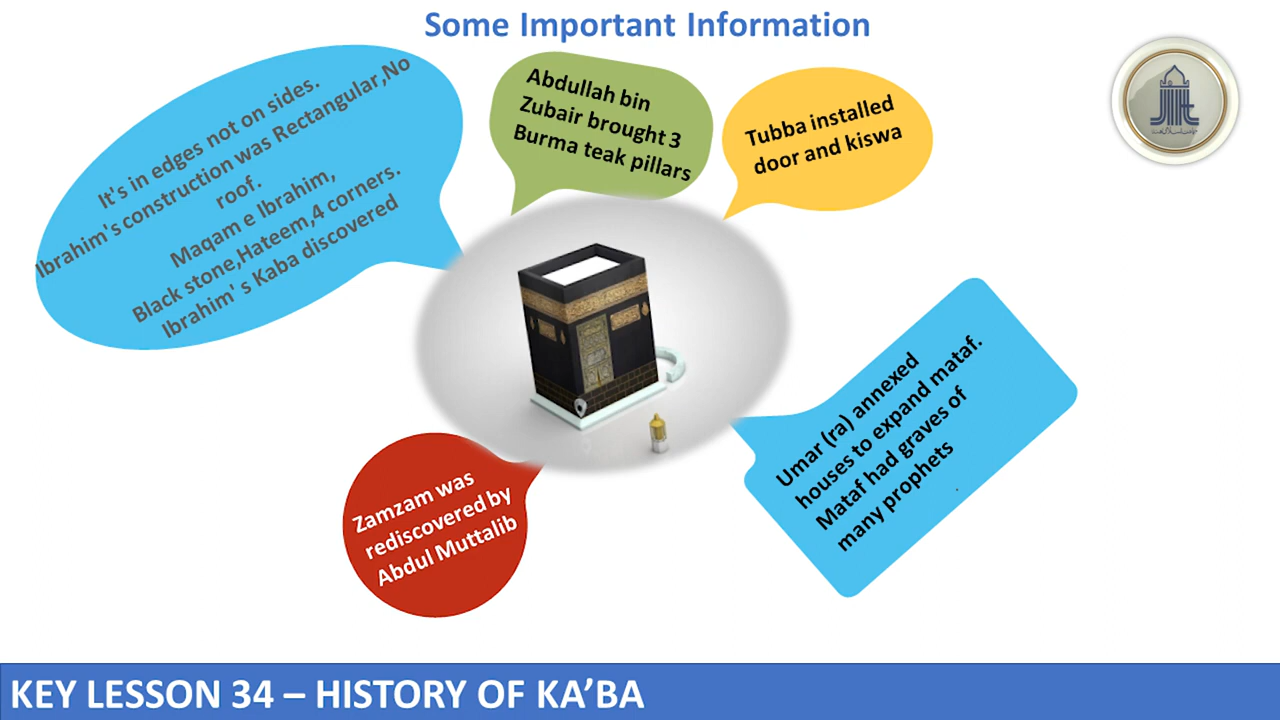 Some Important Information
It's in edges not on sides.
Ibrahim's construction was Rectangular,No
roof.
Maqam e Ibrahim,
Black stone,Hateem,4 corners.
Ibrahim' s Kaba discovered
Abdullah bin
Zubair brought 3
Burma teak pillars
Tubba installed
door and kiswa
Umar (ra) annexed
houses to expand mataf.
Mataf had graves of
many prophets
Zamzam was
rediscovered by
Abdul Muttalib
KEY LESSON 34 – HISTORY OF KA’BA